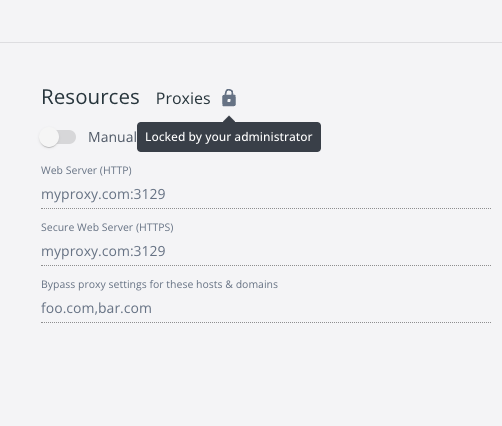 Resources Proxies
Manual
Locked by your administrator
Web Server (HTTP)
myproxy.com:3129
Secure Web Server (HTTPS)
myproxy.com:3129
Bypass proxy settings for these hosts & domains
foo.com,bar.com